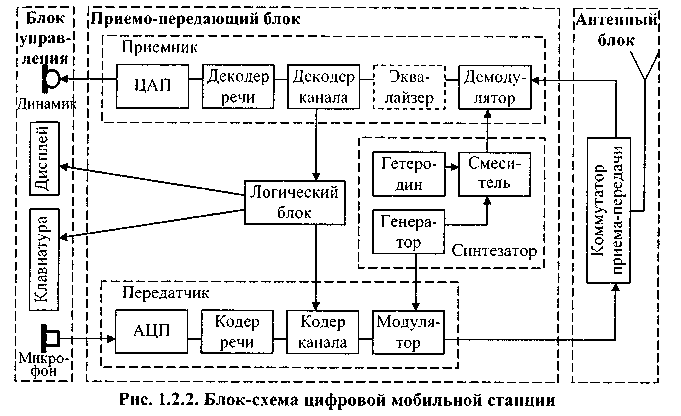 Блок
управ-
ления
Динамик
Дисплей
Клавиатура
Микро-
фон
Приемо-передающий блок
Приемник
ЦАП
Декодер
речи
Декодер
канала
Эква-
лайзер
Демоду-
лятор
Гетеро-
дин
Смеси-
тель
Генера-
тор
Синтезатор
Логический
блок
Передатчик
АЦП
Кодер
речи
Кодер
канала
Модуля-
тор
Антенный
блок
Коммутатор
приема-передачи
Рис. 1.2.2. Блок-схема цифровой мобильной станции